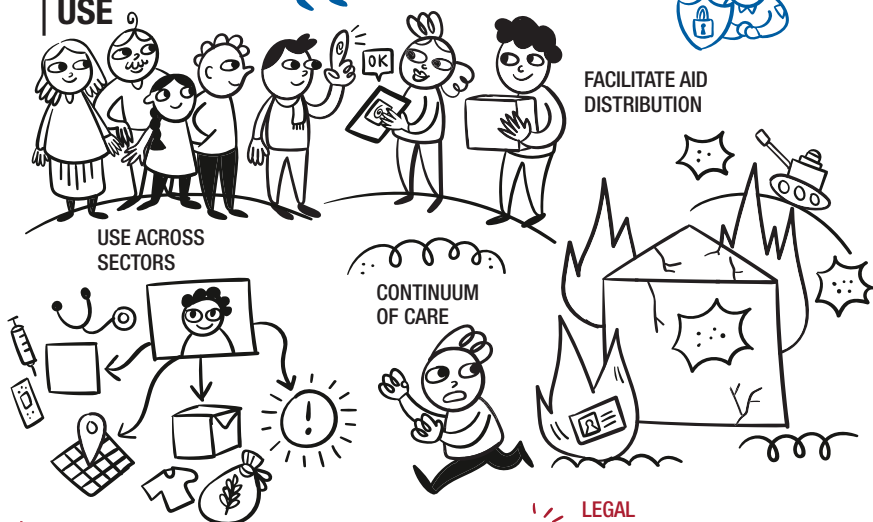 USE
OK
FACILITATE AID
DISTRIBUTION
USE ACROSS
SECTORS
CONTINUUM
OF CARE
!
LEGAL